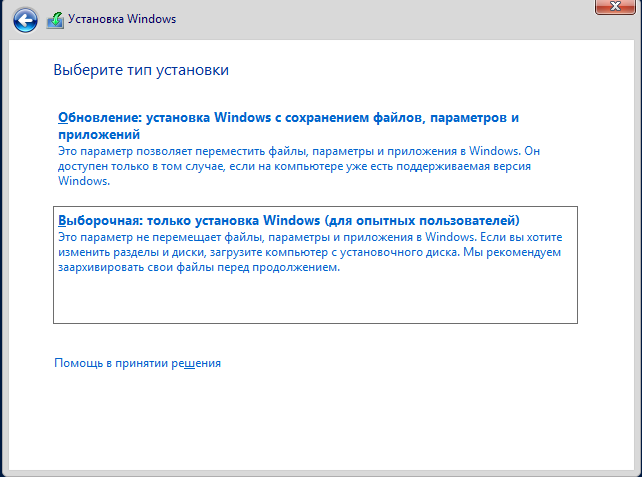 Установка Windows
Выберите тип установки
Обновление: установка Windows с сохранением файлов, параметров и
приложений
Это параметр позволяет переместить файлы, параметры и приложения в Windows. Он
доступен только в том случае, если на компьютере уже есть поддерживаемая версия
Windows.
Выборочная: только установка Windows (для опытных пользователей)
Это параметр не перемещает файлы, параметры и приложения в Windows. Если вы хотите
изменить разделы и диски, загрузите компьютер с установочного диска. Мы рекомендуем
заархивировать свои файлы перед продолжением.
Помощь в принятии решения